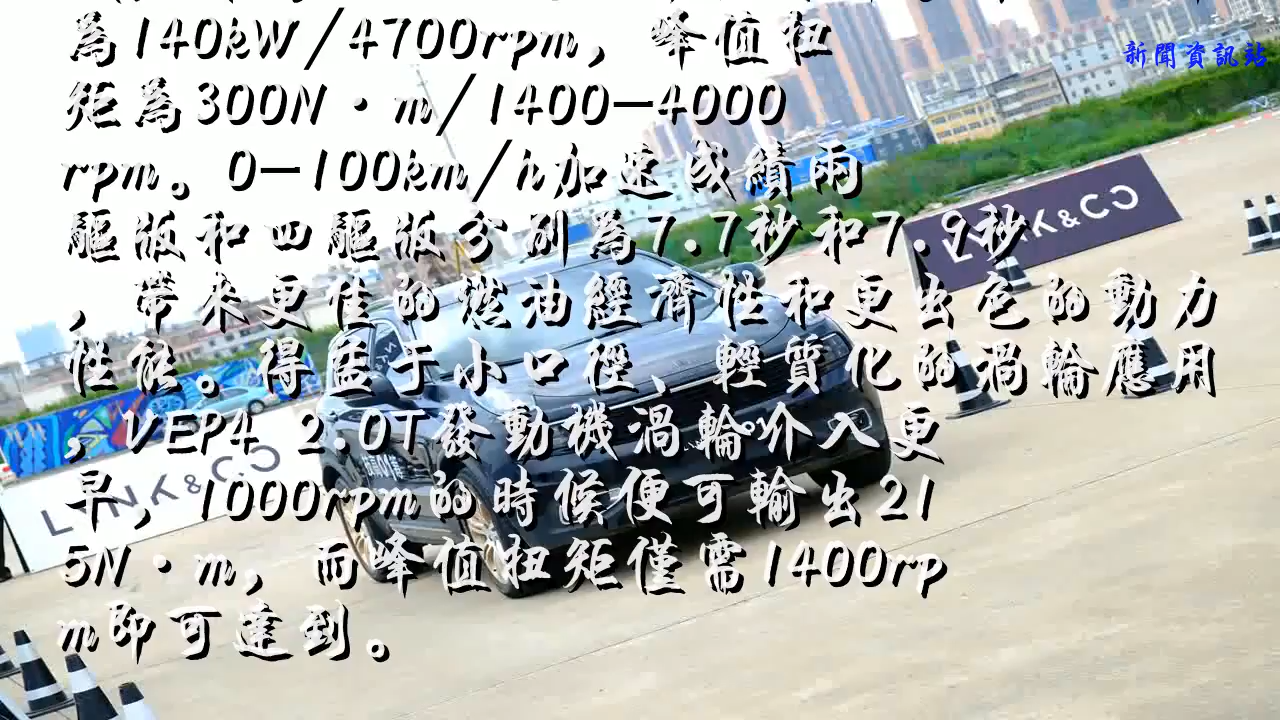 為140kW/4700rpm，峰值扭
新聞資訊站
矩為300N·m/1400—4000
rpm。0—100km/h加速成績兩
驅版和四驅版分別為7.7秒和7.9秒
，帶來更佳的燃油經濟性和更出色的動力
性能。得益于小口徑、輕質化的渦輪應用
，VEP4 2.0T發動機渦輪介入更
早，1000rpm的時候便可輸出21
5N·m，而峰值扭矩僅需1400rp
m即可達到。
LYNK&CO
LYNK&CO